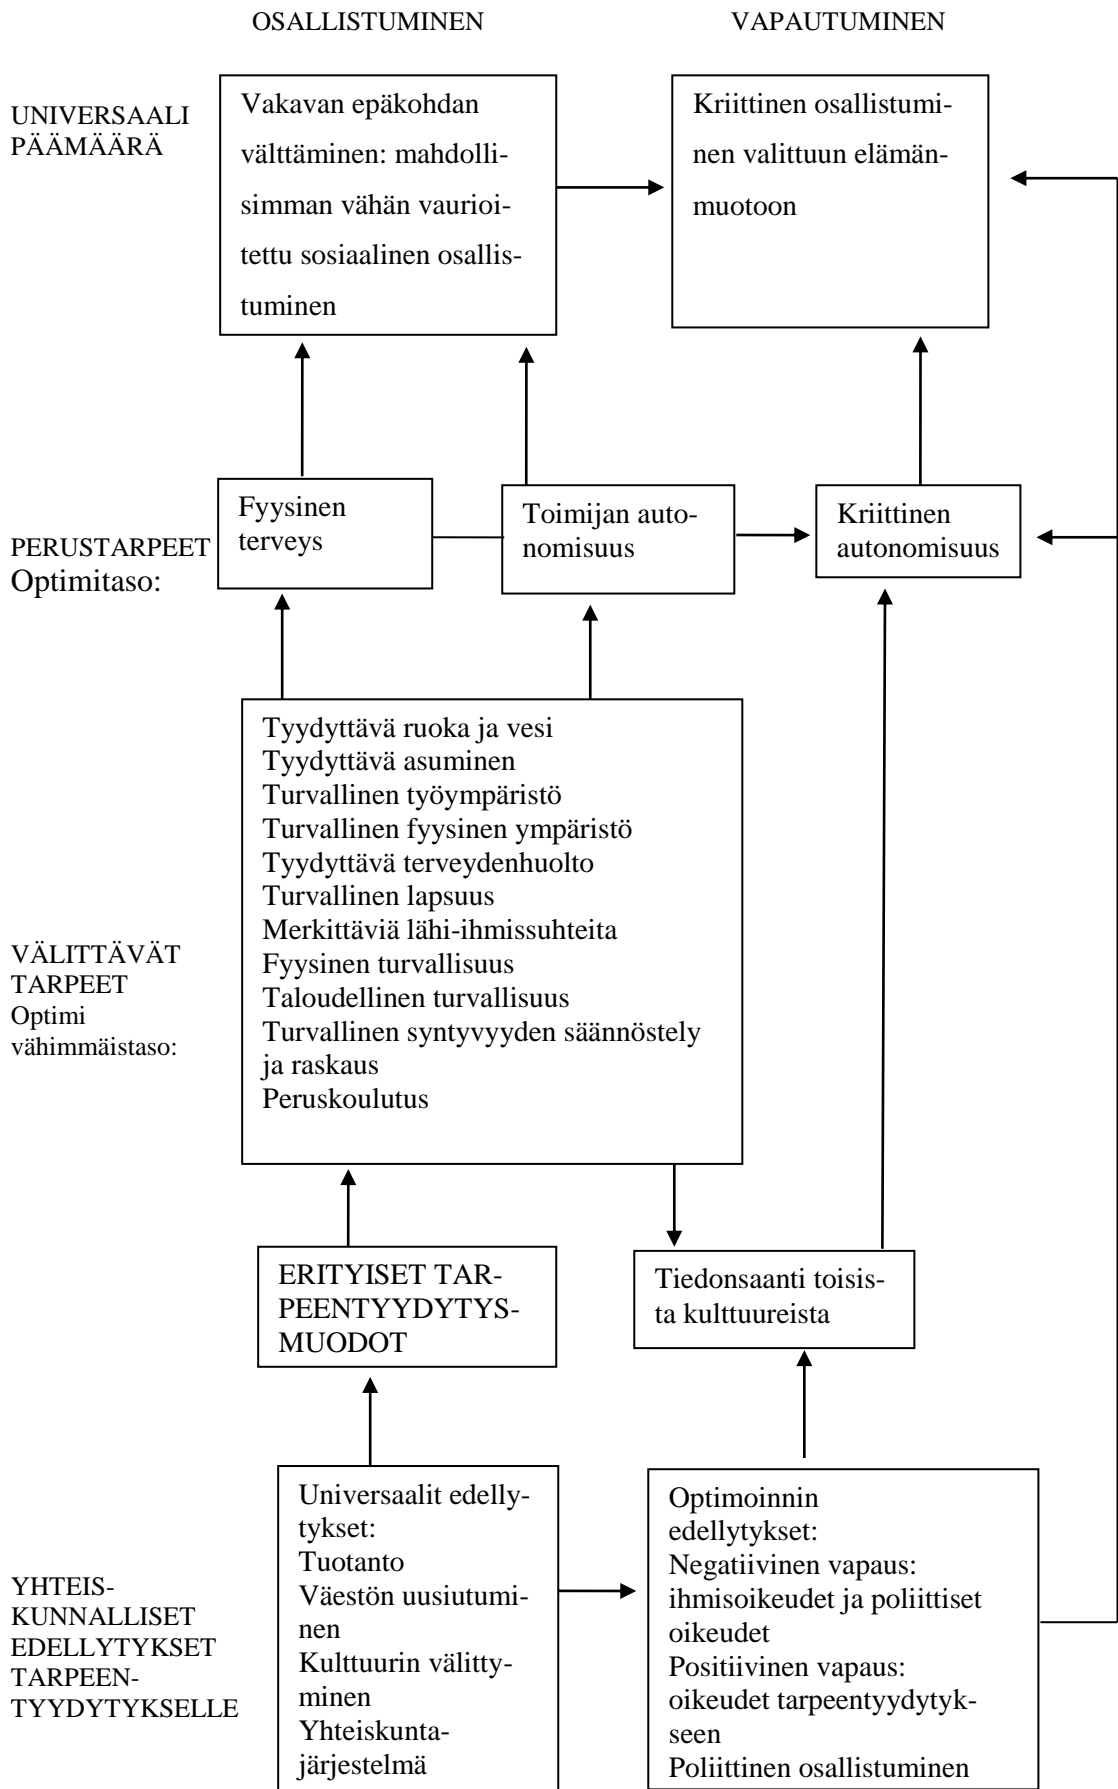 OSALLISTUMINEN
VAPAUTUMINEN
UNIVERSAALI
PÄÄMÄÄRÄ
Vakavan epäkohdan
välttäminen: mahdolli-
simman vähän vaurioi-
tettu sosiaalinen osallis-
tuminen
Kriittinen osallistumi-
nen valittuun elämän-
muotoon
PERUSTARPEET
Optimitaso:
Fyysinen
terveys
Toimijan auto-
nomisuus
Kriittinen
autonomisuus
VÄLITTÄVÄT
TARPEET
Optimi
vähimmäistaso:
Tyydyttävä ruoka ja vesi
Tyydyttävä asuminen
Turvallinen työympäristö
Turvallinen fyysinen ympäristö
Tyydyttävä terveydenhuolto
Turvallinen lapsuus
Merkittäviä lähi-ihmissuhteita
Fyysinen turvallisuus
Taloudellinen turvallisuus
Turvallinen syntyvyyden säännöstely
ja raskaus
Peruskoulutus
ERITYISET TAR-
PEENTYYDYTYS-
MUODOT
Tiedonsaanti toisis-
ta kulttuureista
YHTEIS-
KUNNALLISET
EDELLYTYKSET
TARPEEN-
TYYDYTYKSELLE
Universaalit edelly-
tykset:
Tuotanto
Väestön uusiutumi-
nen
Kulttuurin välitty-
minen
Yhteiskunta-
järjestelmä
Optimoinnin
edellytykset:
Negatiivinen vapaus:
ihmisoikeudet ja poliittiset
oikeudet
Positiivinen vapaus:
oikeudet tarpeentyydytyk-
seen
Poliittinen osallistuminen